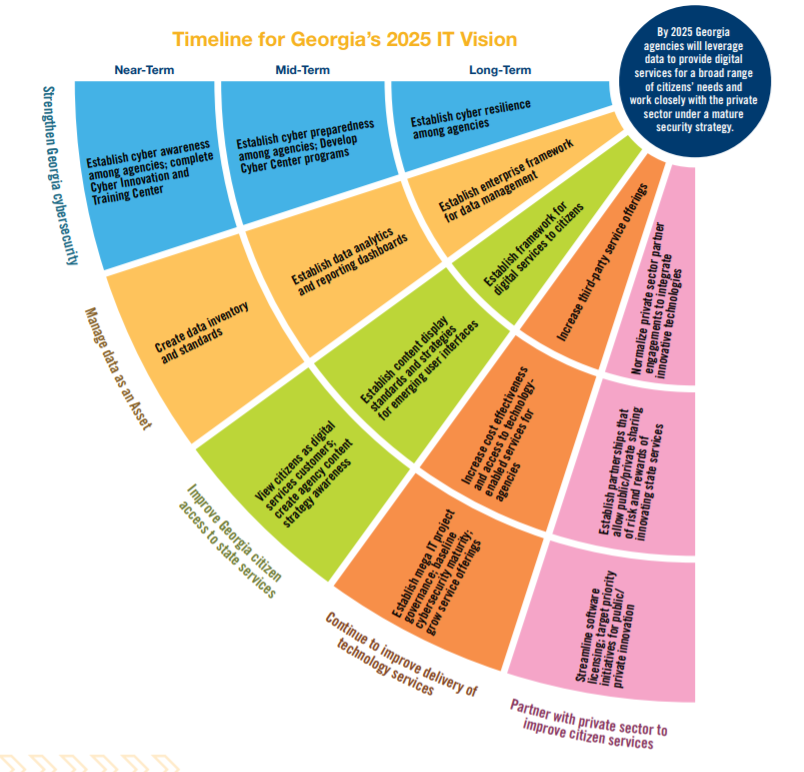 Timeline for Georgia's 2025 IT Vision
By 2025 Georgia
agencies will leverage
data to provide digital
services for a broad range
of citizens' needs and
work closely with the private
sector under a mature
security strategy.
Near-Term
Mid-Term
Long-Term
Strengthen Georgia cybersecurity
Establish cyber awareness
among agencies; complete
Cyber Innovation and
Training Center
Establish cyber preparedness
among agencies; Develop
Cyber Center programs
Establish cyber resilience
among agencies
Manage data as an Asset
Create data inventory
and standards
Establish data analytics
and reporting dashboards
Establish enterprise framework
for data management
Improve Georgia citizen
access to state services
View citizens as digital
services customers;
create agency content
strategy awareness
Establish content display
standards and strategies
for emerging user interfaces
Establish framework for
digital services to citizens
Continue to improve delivery of
technology services
Establish mega IT project
governance; baseline
cybersecurity maturity;
grow service offerings
Increase cost effectiveness
and access to technology-
enabled services for
agencies
Increase third-party service offerings
Partner with private sector to
improve citizen services
Streamline software
licensing; target priority
initiatives for public/
private innovation
Establish partnerships that
allow public/private sharing
of risk and rewards of
innovating state services
Normalize private sector partner
engagements to integrate
innovative technologies